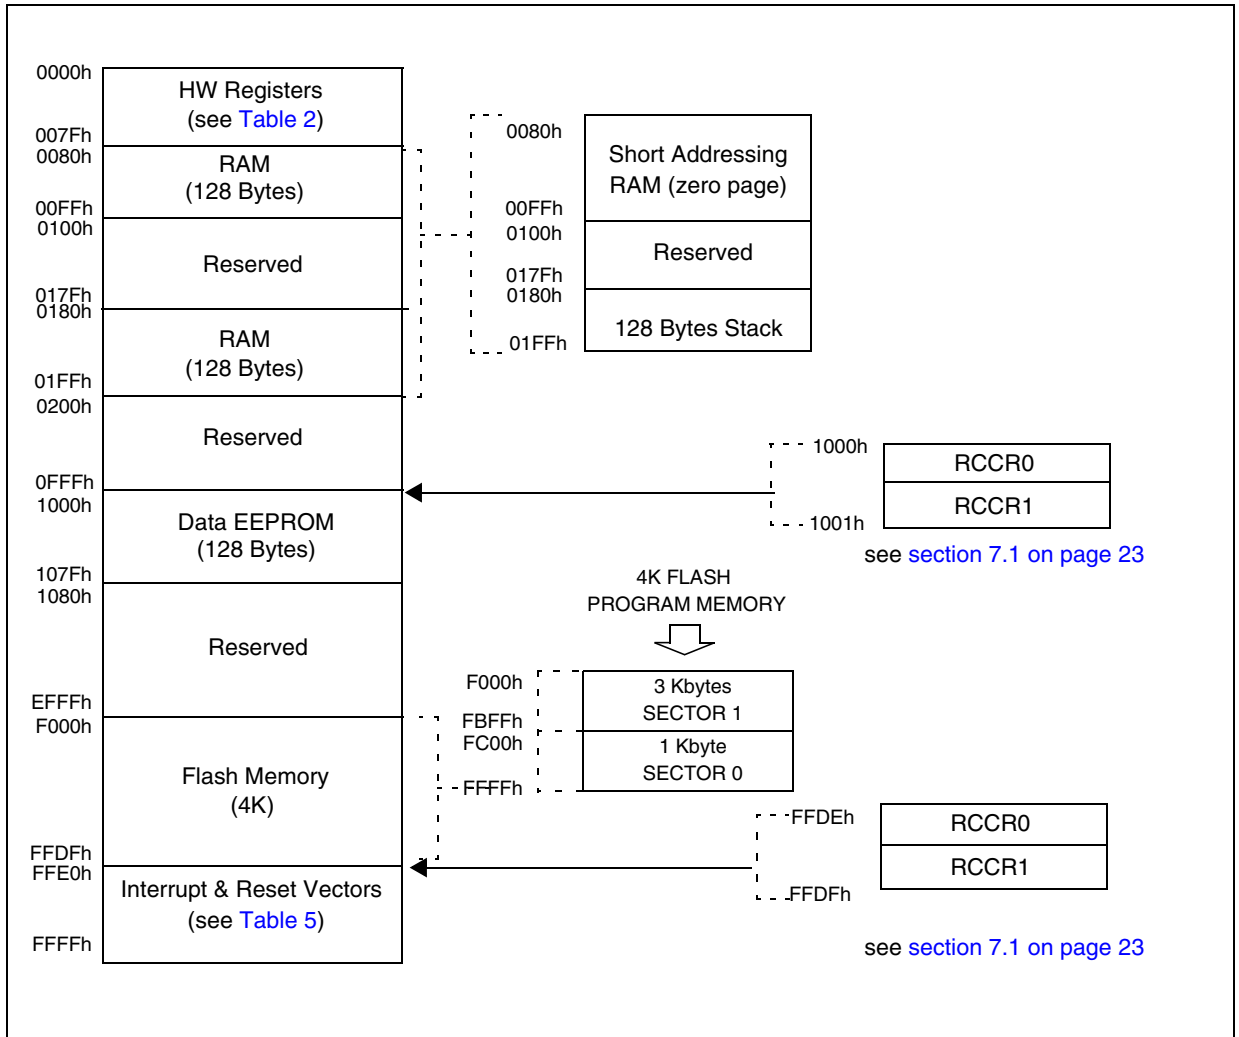 0000h
HW Registers
(see Table 2)
007Fh
0080h
RAM
(128 Bytes)
00FFh
0100h
Reserved
017Fh
0180h
RAM
(128 Bytes)
01FFh
0200h
Reserved
0FFFh
1000h
Data EEPROM
(128 Bytes)
107Fh
1080h
Reserved
EFFFh
F000h
Flash Memory
(4K)
FFDFh
FFE0h
Interrupt & Reset Vectors
(see Table 5)
FFFFh
0080h
Short Addressing
RAM (zero page)
00FFh
0100h
Reserved
017Fh
0180h
128 Bytes Stack
01FFh
1000h
RCCR0
RCCR1
1001h
see section 7.1 on page 23
4K FLASH
PROGRAM MEMORY
F000h
3 Kbytes
SECTOR 1
FBFFh
FC00h
1 Kbyte
SECTOR 0
FFFFh
FFDEh
RCCR0
RCCR1
FFDFh
see section 7.1 on page 23